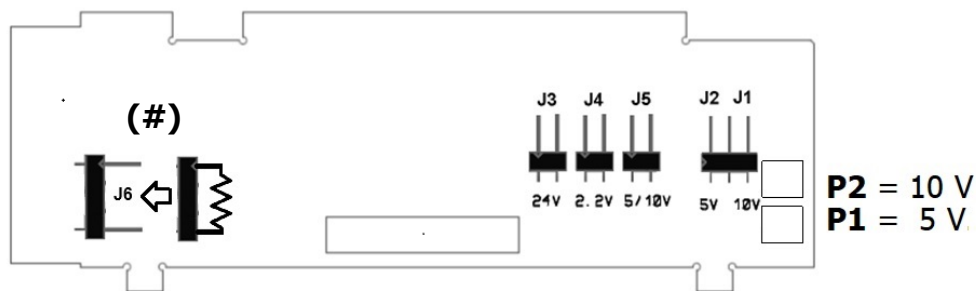 (#)
J3 J4 J5 J2 J1
J6
24V 2.2V 5/10V 5V 10V
P2 = 10 V
P1 = 5 V.